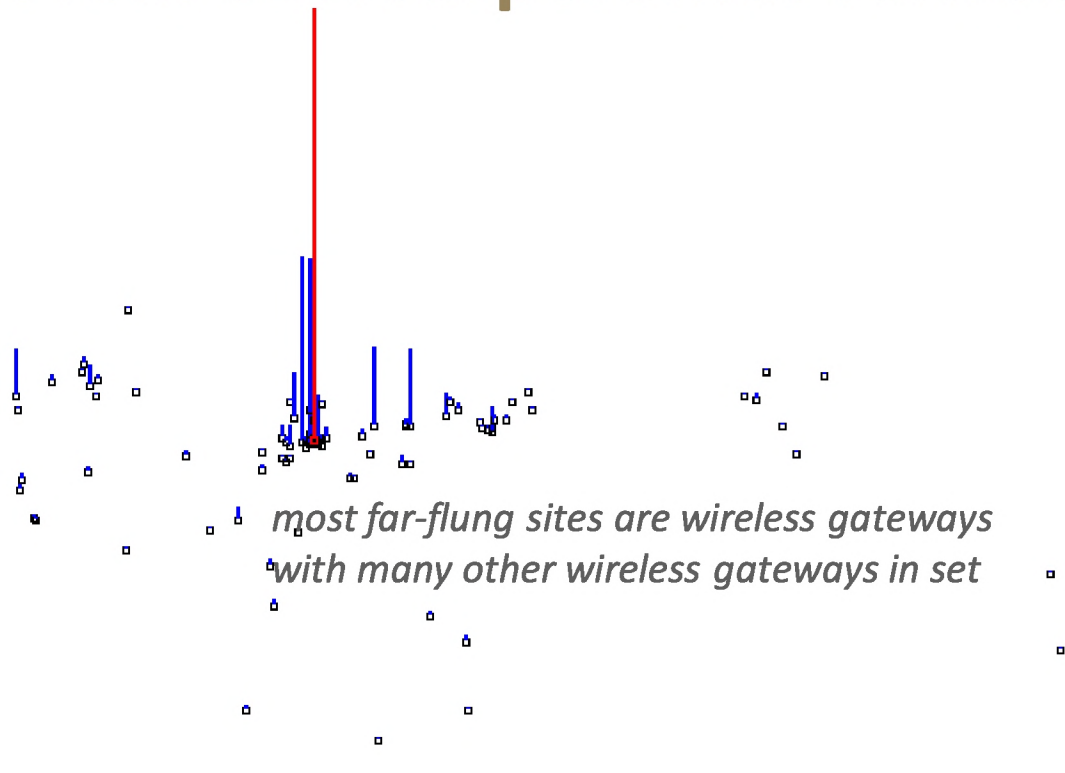 most far-flung sites are wireless gateways
with many other wireless gateways in set